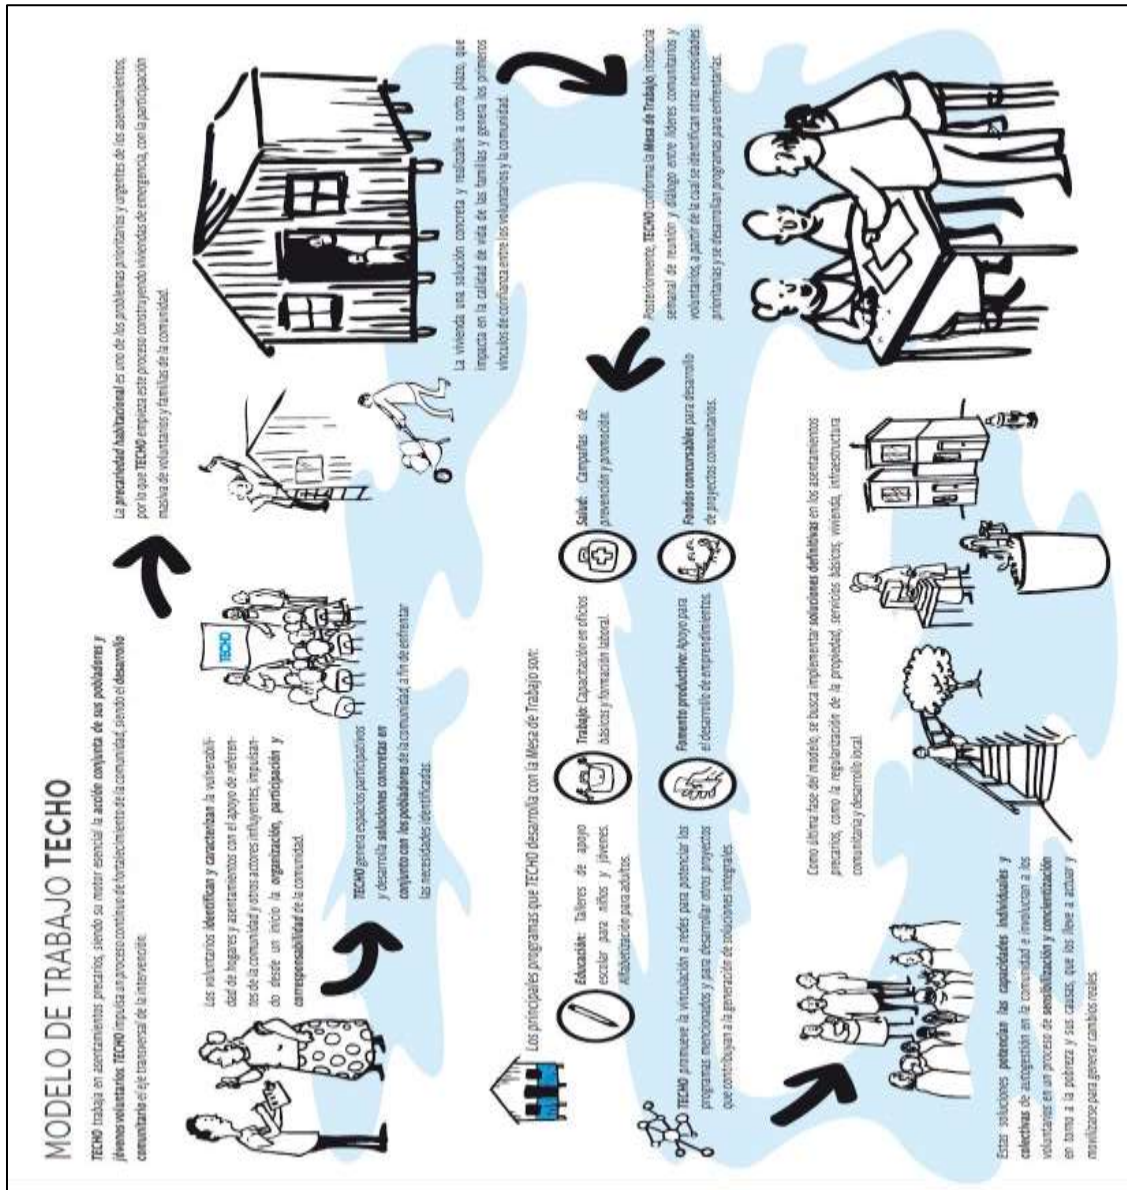 MODELO DE TRABAJO TECHO
TECHO trabaja en asentamientos precarios, siendo su motor esencial la acción conjunta de sus pobladores y
jóvenes voluntarios TECHO impulsa un proceso continuo de fortalecimiento de la comunidad, siendo el desarrollo
comunitario el eje transversal de la intervención.
Los voluntarios identifican y caracterizan la vulnerabili-
dad de hogares y asentamientos con el apoyo de referen-
tes de la comunidad y otros actores influyentes, impulsan-
do desde un inicio la organización, participación y
corresponsabilidad de la comunidad.
TECHO
TECHO genera espacios participativos
y desarrolla soluciones concretas en
conjunto con los pobladores de la comunidad, a fin de enfrentar
las necesidades identificadas.
La precariedad habitacional es uno de los problemas prioritarios y urgentes de los asentamientos,
por lo que TECHO empieza este proceso construyendo viviendas de emergencia, con la participación
masiva de voluntarios y familias de la comunidad.
La vivienda una solución concreta y realizable a corto plazo, que
impacta en la calidad de vida de las familias y genera los primeros
vínculos de confianza entre los voluntarios y la comunidad.
Posteriormente, TECHO conforma la Mesa de Trabajo, instancia
semanal de reunión y diálogo entre líderes comunitarios y
voluntarios, a partir de la cual se identifican otras necesidades
prioritarias y se desarrollan programas para enfrentarlas.
Los principales programas que TECHO desarrolla con la Mesa de Trabajo son:
Educación: Talleres de apoyo
escolar para niños y jóvenes.
Alfabetización para adultos.
Trabajo: Capacitación en oficios
básicos y formación laboral.
Salud: Campañas de
prevención y promoción.
TECHO promueve la vinculación a redes para potenciar los
programas mencionados y para desarrollar otros proyectos
que contribuyan a la generación de soluciones integrales.
Fomento productivo: Apoyo para
el desarrollo de emprendimientos.
Fondos concursables para desarrollo
de proyectos comunitarios.
Como última fase del modelo, se busca implementar soluciones definitivas en los asentamientos
precarios, como la regularización de la propiedad, servicios básicos, vivienda, infraestructura
comunitaria y desarrollo local.
Estas soluciones potencian las capacidades individuales y
colectivas de autogestión en la comunidad e involucran a los
voluntarios en un proceso de sensibilización y concientización
en torno a la pobreza y sus causas, que los lleve a actuar y
movilizarse para generar cambios reales.